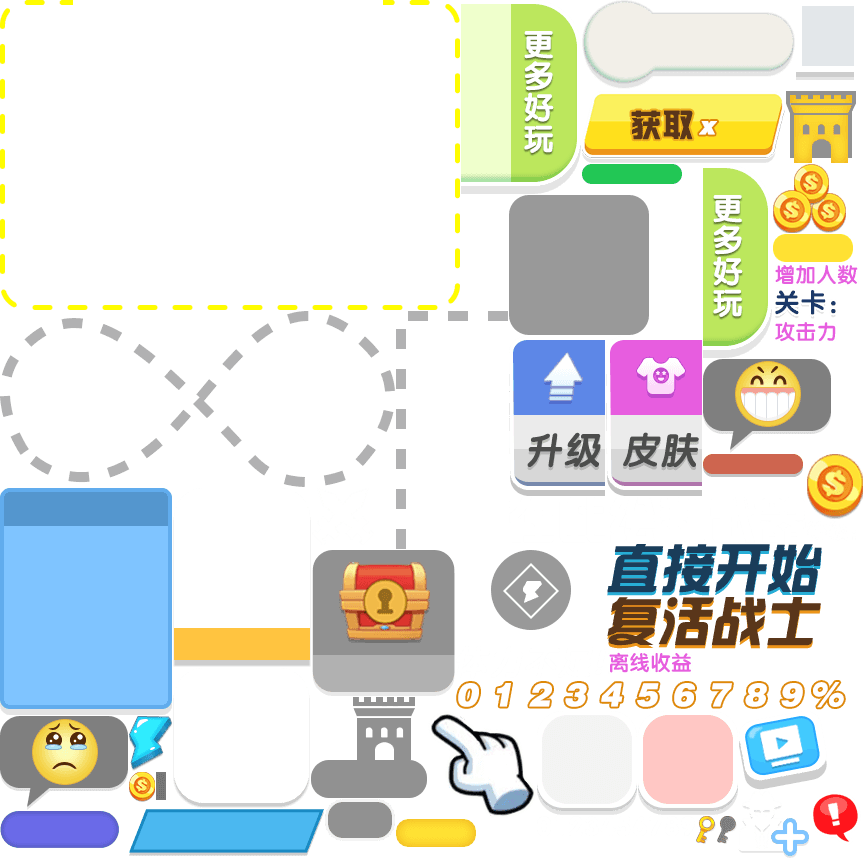 更多好玩
获取x
更多好玩
增加人数
关卡：
攻击力
升级
皮肤
直接开始
复活战士
离线收益
0123456789%